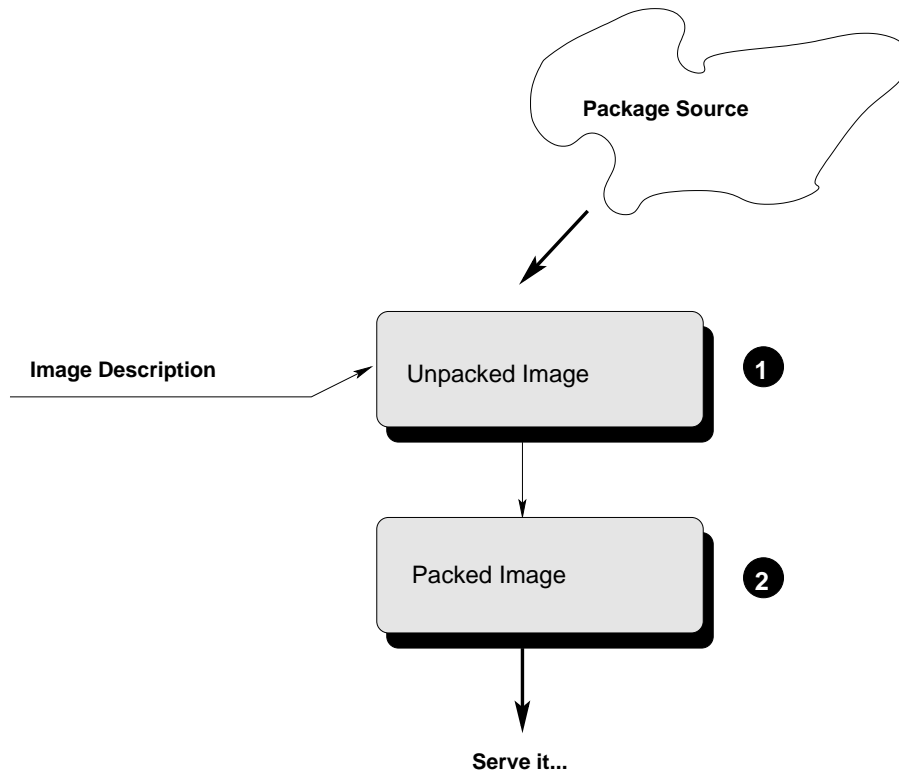 Package Source
Image Description
Unpacked Image
1
Packed Image
2
Serve it...